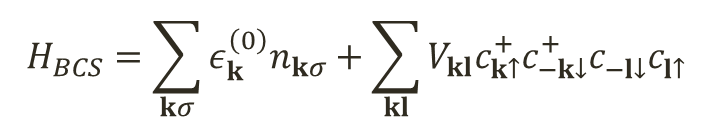 H_{BCS} = \sum_{\mathbf{k}\sigma} \epsilon_{\mathbf{k}}^{(0)} n_{\mathbf{k}\sigma} + \sum_{\mathbf{kl}} V_{\mathbf{kl}} c_{\mathbf{k}\uparrow}^{+} c_{-\mathbf{k}\downarrow}^{+} c_{-\mathbf{l}\downarrow} c_{\mathbf{l}\uparrow}